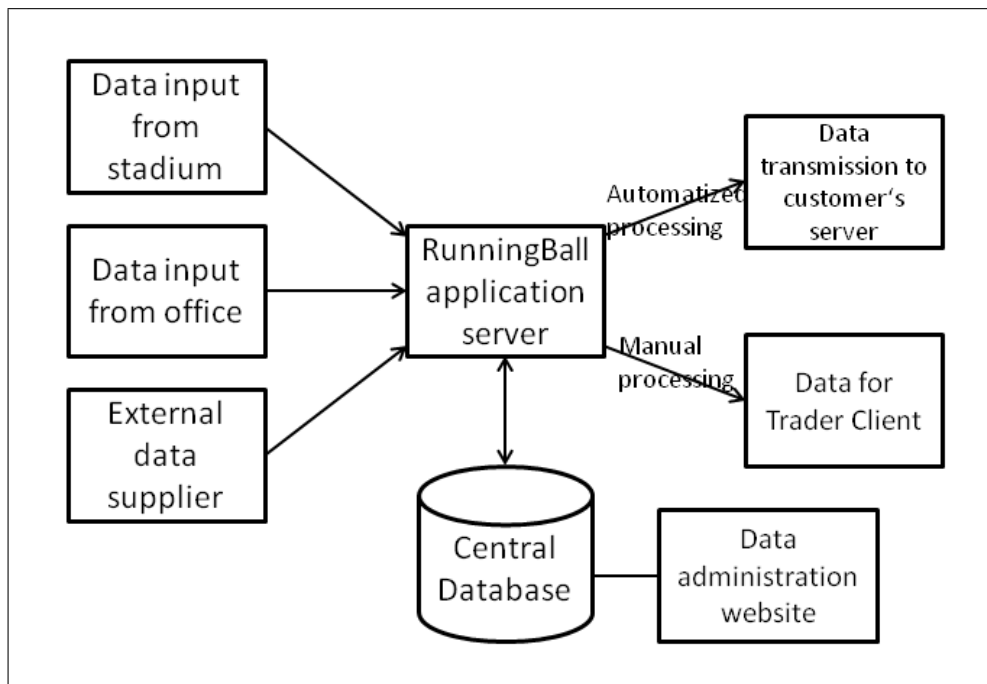 Data input
from
stadium
Data input
from office
External
data
supplier
RunningBall
application
server
Central
Database
Automatized
processing
Manual
processing
Data
transmission to
customer‘s
server
Data for
Trader Client
Data
administration
website